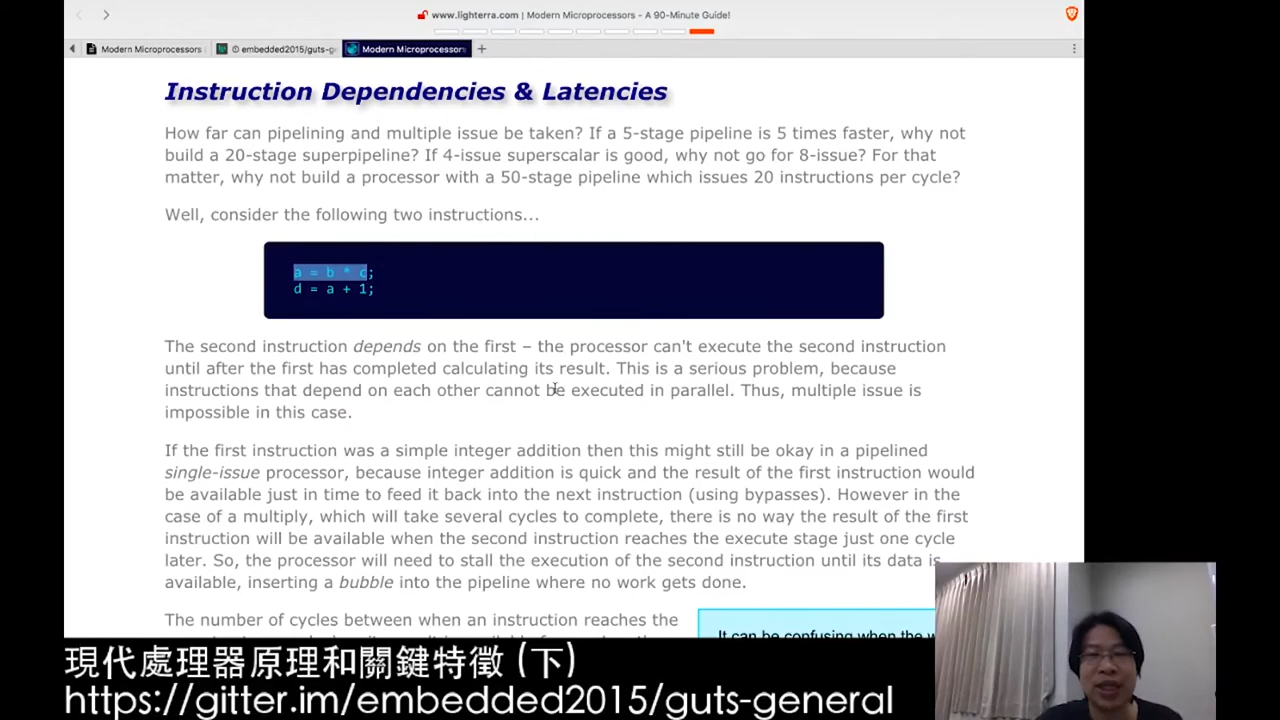 www.lighterra.com | Modern Microprocessors - A 90-Minute Guide!
Modern Microprocessors
embedded2015/guts-ge
Modern Microprocessors
Instruction Dependencies & Latencies
How far can pipelining and multiple issue be taken? If a 5-stage pipeline is 5 times faster, why not
build a 20-stage superpipeline? If 4-issue superscalar is good, why not go for 8-issue? For that
matter, why not build a processor with a 50-stage pipeline which issues 20 instructions per cycle?
Well, consider the following two instructions...
a = b * c;
d = a + 1;
The second instruction depends on the first – the processor can't execute the second instruction
until after the first has completed calculating its result. This is a serious problem, because
instructions that depend on each other cannot be executed in parallel. Thus, multiple issue is
impossible in this case.
If the first instruction was a simple integer addition then this might still be okay in a pipelined
single-issue processor, because integer addition is quick and the result of the first instruction would
be available just in time to feed it back into the next instruction (using bypasses). However in the
case of a multiply, which will take several cycles to complete, there is no way the result of the first
instruction will be available when the second instruction reaches the execute stage just one cycle
later. So, the processor will need to stall the execution of the second instruction until its data is
available, inserting a bubble into the pipeline where no work gets done.
The number of cycles between when an instruction reaches the
It can be confusing when the w
現代處理器原理和關鍵特徵 (下)
https://gitter.im/embedded2015/guts-general